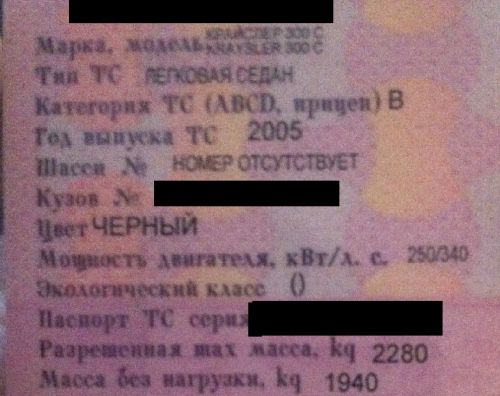 Марка, модель КРАЙСЛЕР 300 C
KRAYSLER 300 C
Тип ТС ЛЕГКОВАЯ СЕДАН
Категория ТС (ABCD, прицеп) B
Год выпуска ТС 2005
Шасси № НОМЕР ОТСУТСТВУЕТ
Кузов №
Цвет ЧЕРНЫЙ
Мощность двигателя, кВт/л. с. 250/340
Экологический класс 0
Паспорт ТС серия
Разрешенная max масса, kg 2280
Масса без нагрузки, kg 1940